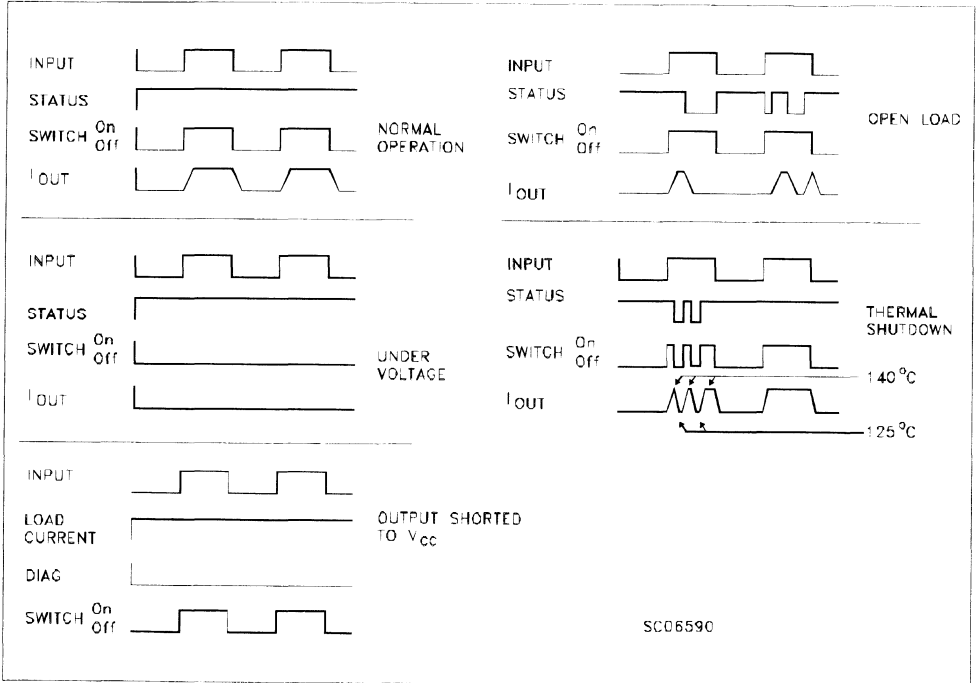 INPUT
STATUS
SWITCH On
Off
IOUT
NORMAL
OPERATION
INPUT
STATUS
SWITCH On
Off
IOUT
OPEN LOAD
INPUT
STATUS
SWITCH On
Off
IOUT
UNDER
VOLTAGE
INPUT
STATUS
SWITCH On
Off
IOUT
THERMAL
SHUTDOWN
140 °C
125 °C
INPUT
LOAD
CURRENT
DIAG
SWITCH On
Off
OUTPUT SHORTED
TO VCC
SC06590